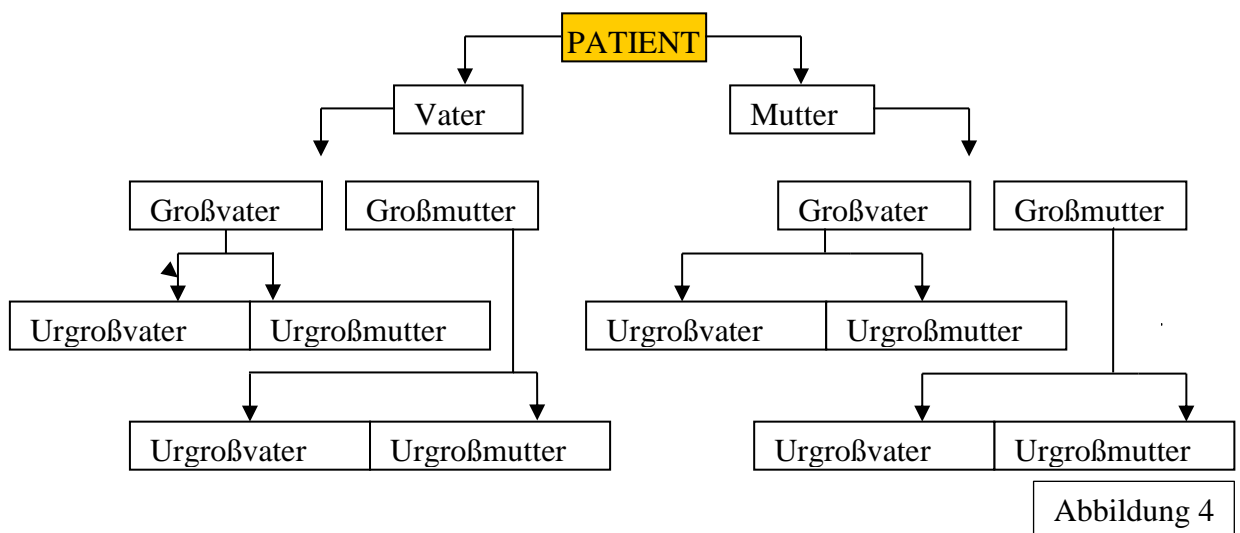 PATIENT
Vater Mutter
Großvater Großmutter Großvater Großmutter
Urgroßvater Urgroßmutter Urgroßvater Urgroßmutter
Urgroßvater Urgroßmutter Urgroßvater Urgroßmutter
Abbildung 4